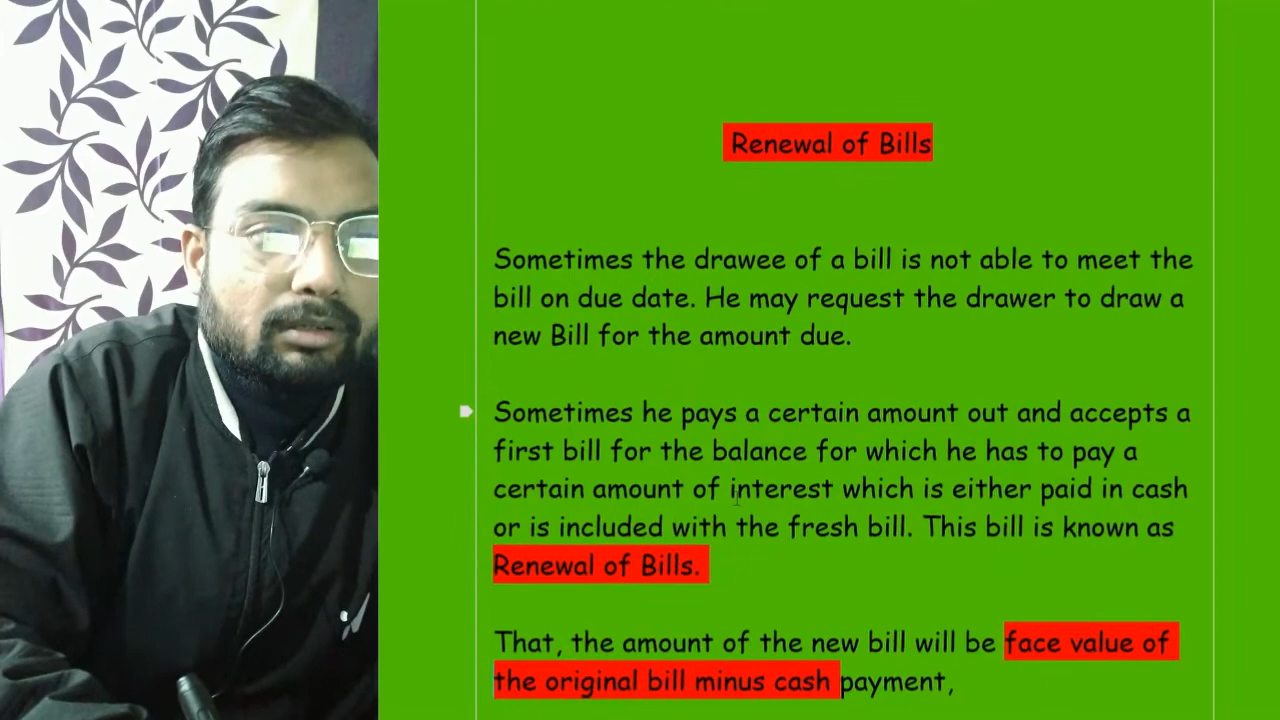 Renewal of Bills
Sometimes the drawee of a bill is not able to meet the
bill on due date. He may request the drawer to draw a
new Bill for the amount due.
Sometimes he pays a certain amount out and accepts a
first bill for the balance for which he has to pay a
certain amount of interest which is either paid in cash
or is included with the fresh bill. This bill is known as
Renewal of Bills.
That, the amount of the new bill will be face value of
the original bill minus cash payment,